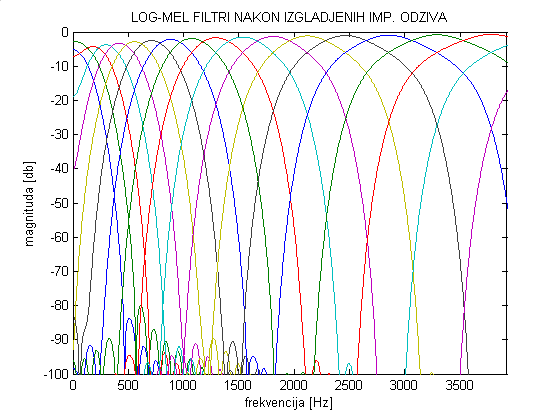 LOG-MEL FILTRI NAKON IZGLADJENIH IMP. ODZIVA
0
-10
-20
-30
-40
-50
-60
-70
-80
-90
-100
magnituda [db]
0 500 1000 1500 2000 2500 3000 3500
frekvencija [Hz]